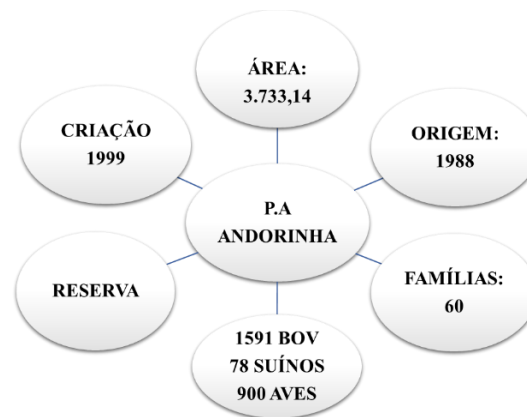 ÁREA:
3.733,14
CRIAÇÃO
1999
ORIGEM:
1988
P.A
ANDORINHA
RESERVA
FAMÍLIAS:
60
1591 BOV
78 SUÍNOS
900 AVES